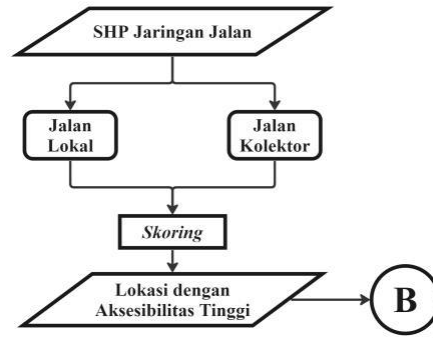 SHP Jaringan Jalan
Jalan
Lokal
Jalan
Kolektor
Skoring
Lokasi dengan
Aksesibilitas Tinggi
B